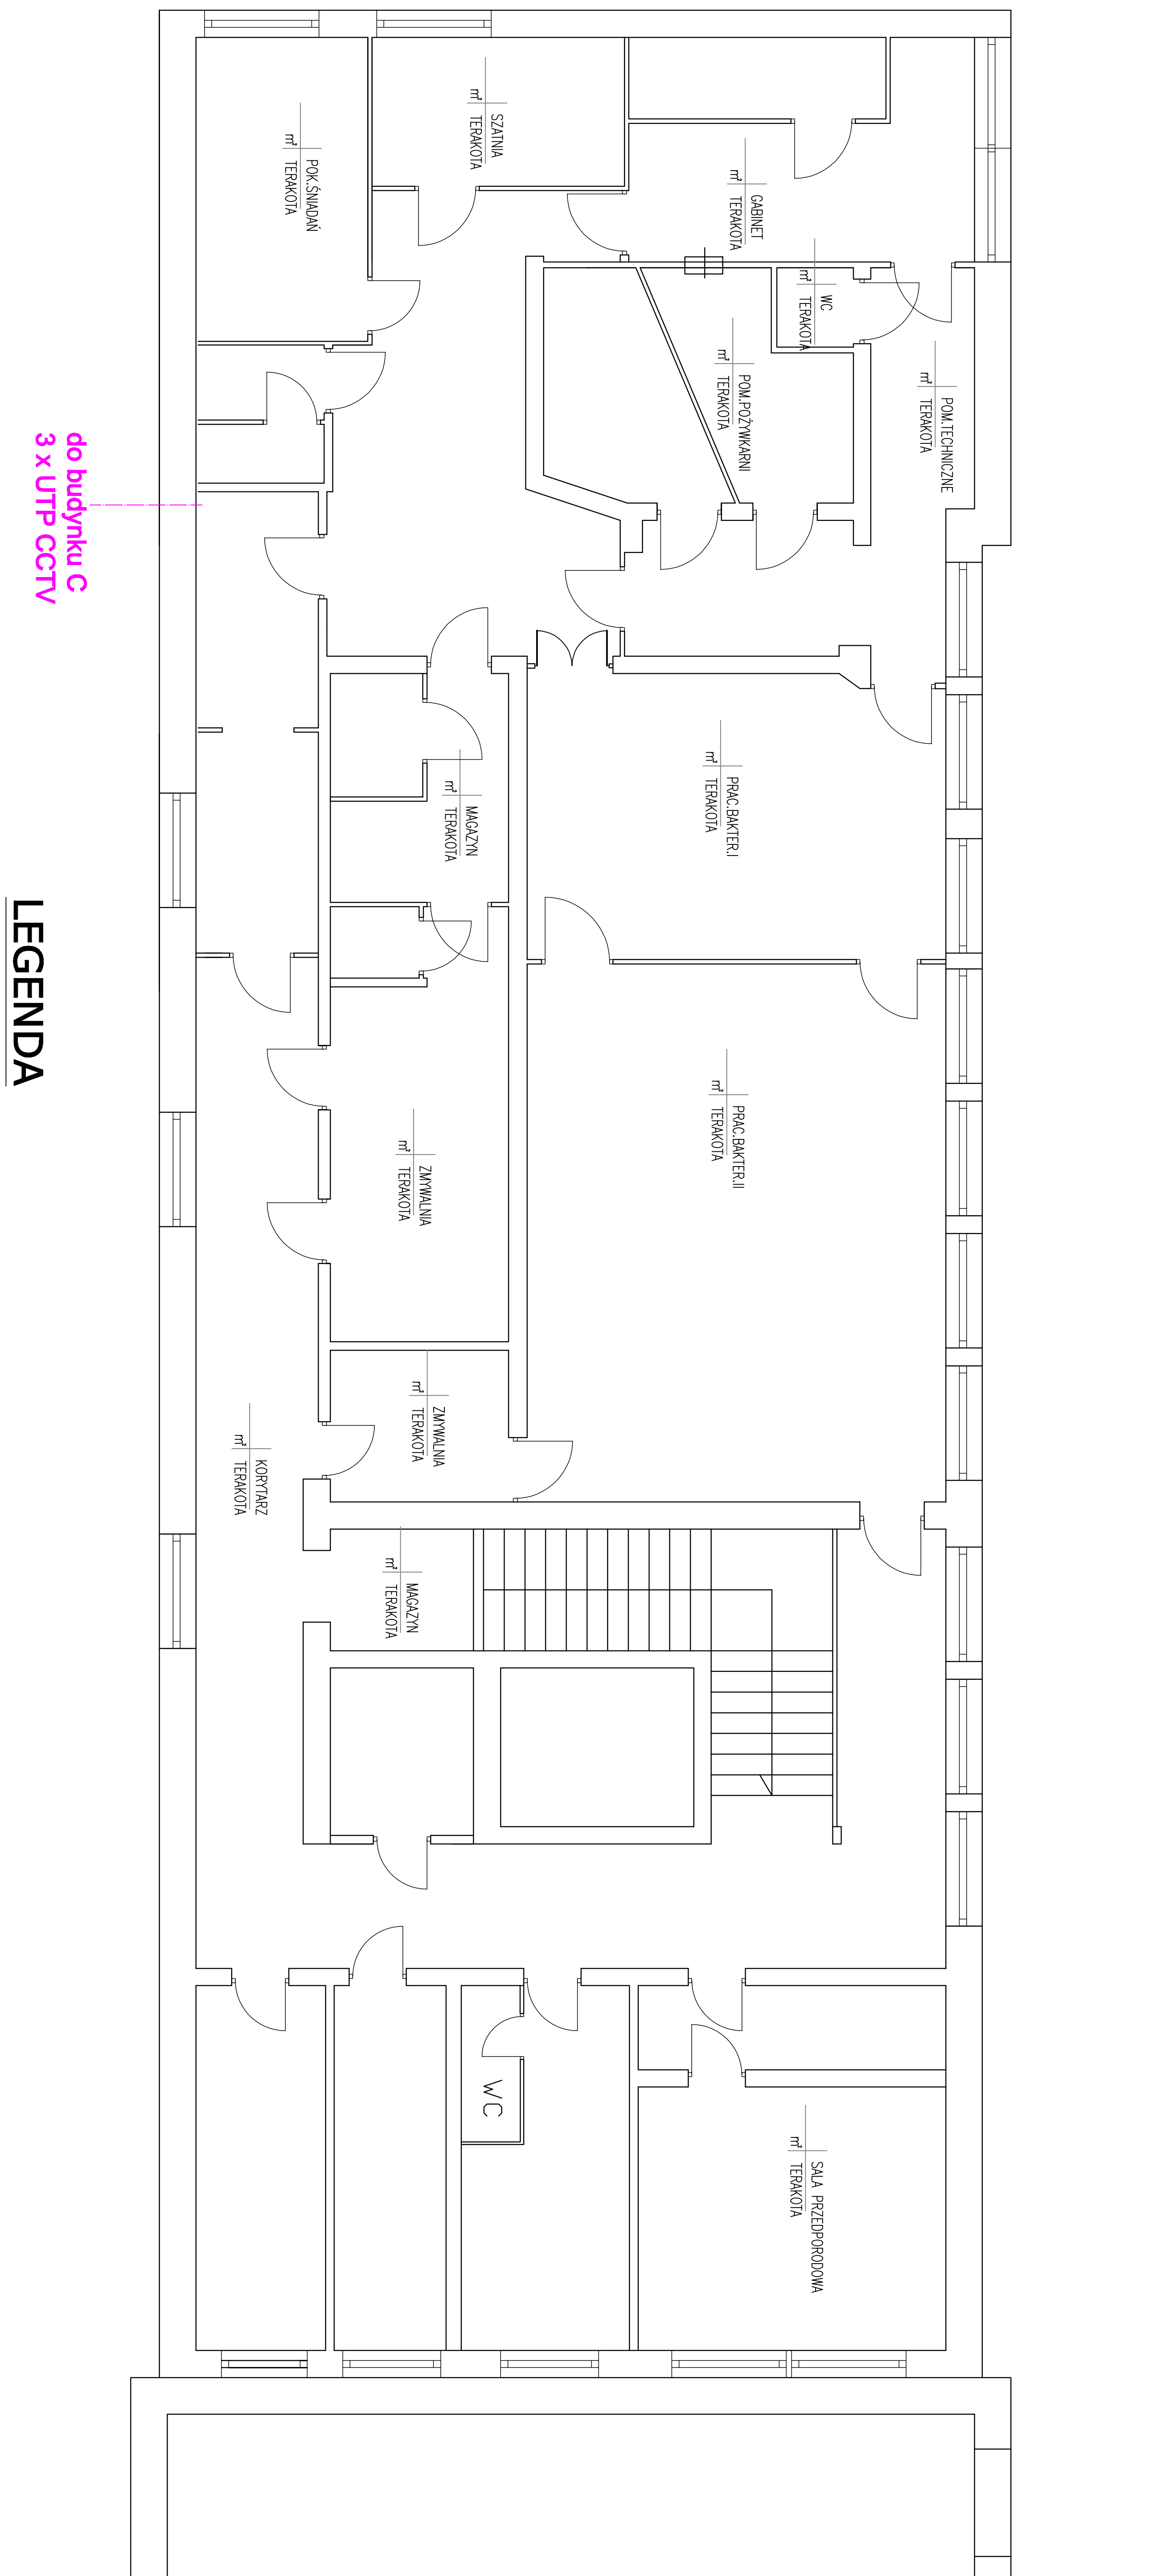 POK.ŚNIADAŃ
m² TERAKOTA
SZATNIA
m² TERAKOTA
GABINET
m² TERAKOTA
WC
m² TERAKOTA
POM.POŻYWKARNI
m² TERAKOTA
POM.TECHNICZNE
m² TERAKOTA
do budynku C
3 x UTP CCTV
PRAC.BAKTER.I
m² TERAKOTA
MAGAZYN
m² TERAKOTA
PRAC.BAKTER.II
m² TERAKOTA
ZMYWALNIA
m² TERAKOTA
ZMYWALNIA
m² TERAKOTA
KORYTARZ
m² TERAKOTA
MAGAZYN
m² TERAKOTA
WC
SALA PRZEDPORODOWA
m² TERAKOTA
LEGENDA